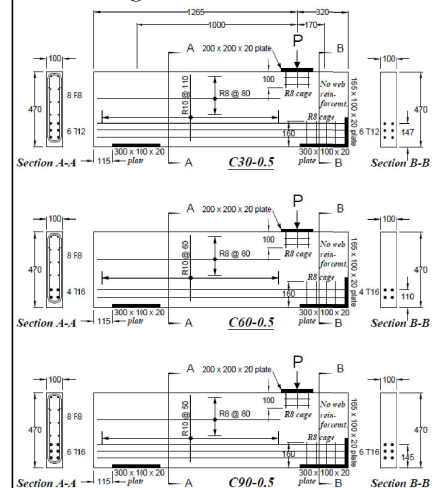 1265
320
1000
170
P
A
200 x 200 x 20 plate
B
100
100
8 R8
470
6 T12
R10 @ 110
R8 @ 80
100
R8 cage
No web
rein-
forcemt.
R8 cage
160
165 x 100 x 20 plate
100
470
6 T12
147
Section A-A
115
plate
300 x 100 x 20
A
C30-0.5
300 x 100 x 20
B
Section B-B
P
A
200 x 200 x 20 plate
B
100
8 R8
470
4 T16
R10 @ 60
R8 @ 80
100
R8 cage
No web
rein-
forcemt.
R8 cage
160
165 x 100 x 20 plate
100
470
4 T16
110
Section A-A
115
plate
300 x 100 x 20
A
C60-0.5
300 x 100 x 20
B
Section B-B
P
A
200 x 200 x 20 plate
B
100
8 R8
470
6 T16
R10 @ 50
R8 @ 80
100
R8 cage
No web
rein-
forcemt.
R8 cage
160
165 x 100 x 20 plate
100
470
6 T16
145
Section A-A
115
plate
300 x 100 x 20
A
C90-0.5
300 x 100 x 20
B
Section B-B